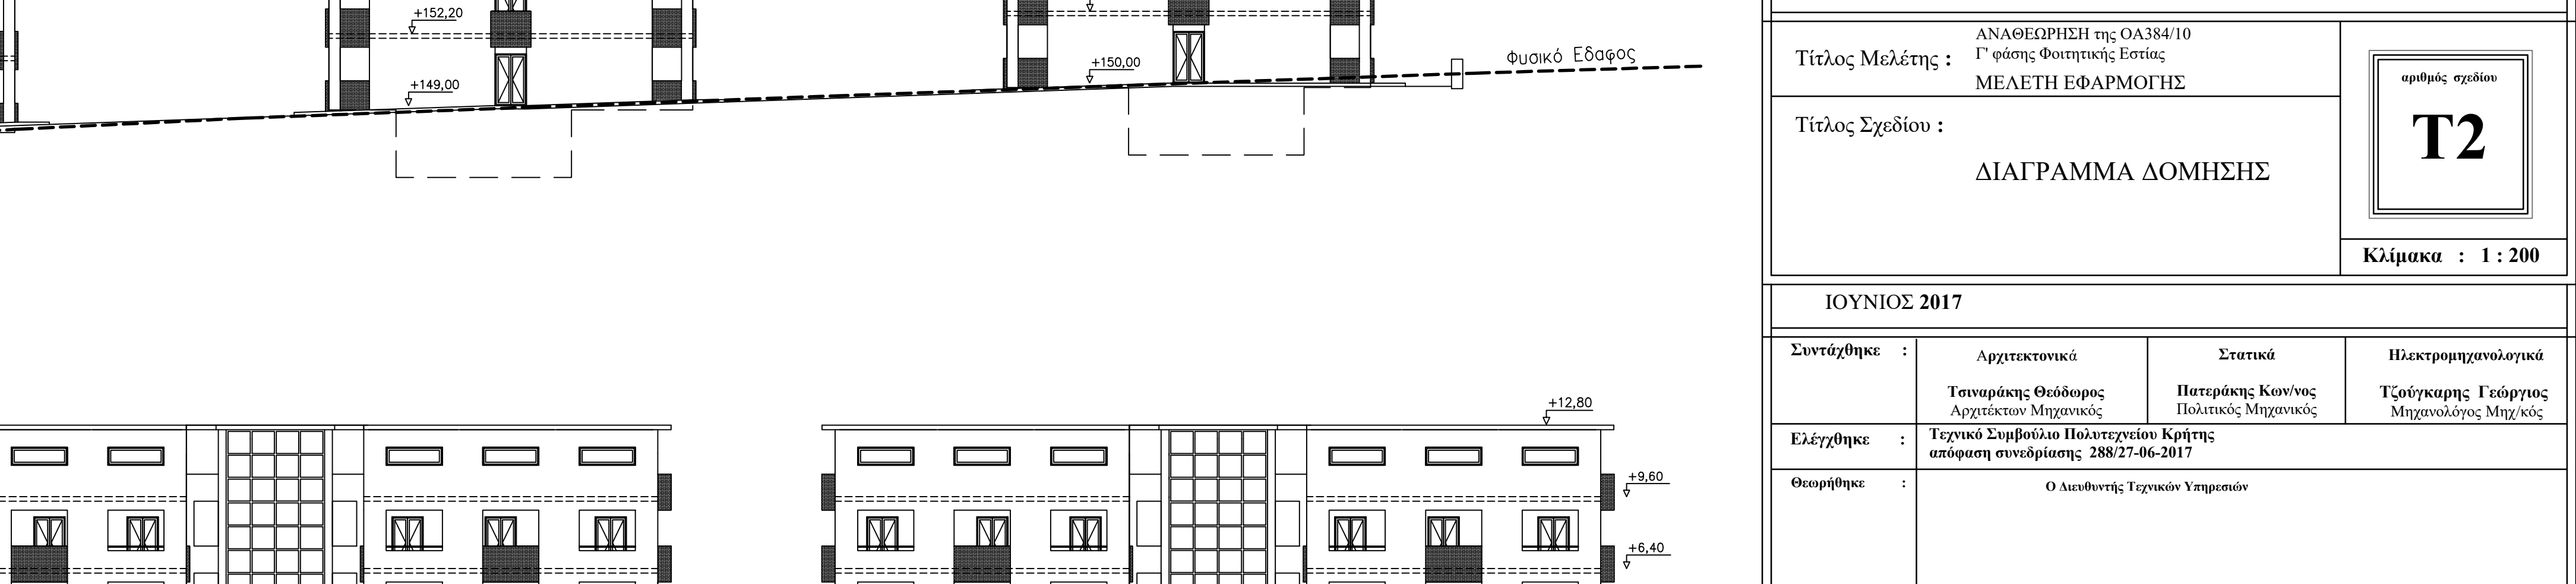 +152,20
+149,00
+150,00
Φυσικό Εδαφος
+12,80
+9,60
+6,40
Τίτλος Μελέτης :
ΑΝΑΘΕΩΡΗΣΗ της ΟΑ384/10
Γ' φάσης Φοιτητικής Εστίας
ΜΕΛΕΤΗ ΕΦΑΡΜΟΓΗΣ
Τίτλος Σχεδίου :
ΔΙΑΓΡΑΜΜΑ ΔΟΜΗΣΗΣ
αριθμός σχεδίου
T2
Κλίμακα : 1 : 200
ΙΟΥΝΙΟΣ 2017
Συντάχθηκε :
Αρχιτεκτονικά
Τσιναράκης Θεόδωρος
Αρχιτέκτων Μηχανικός
Στατικά
Πατεράκης Κων/νος
Πολιτικός Μηχανικός
Ηλεκτρομηχανολογικά
Τζούγκαρης Γεώργιος
Μηχανολόγος Μηχ/κός
Ελέγχθηκε :
Τεχνικό Συμβούλιο Πολυτεχνείου Κρήτης
απόφαση συνεδρίασης 288/27-06-2017
Θεωρήθηκε :
Ο Διευθυντής Τεχνικών Υπηρεσιών